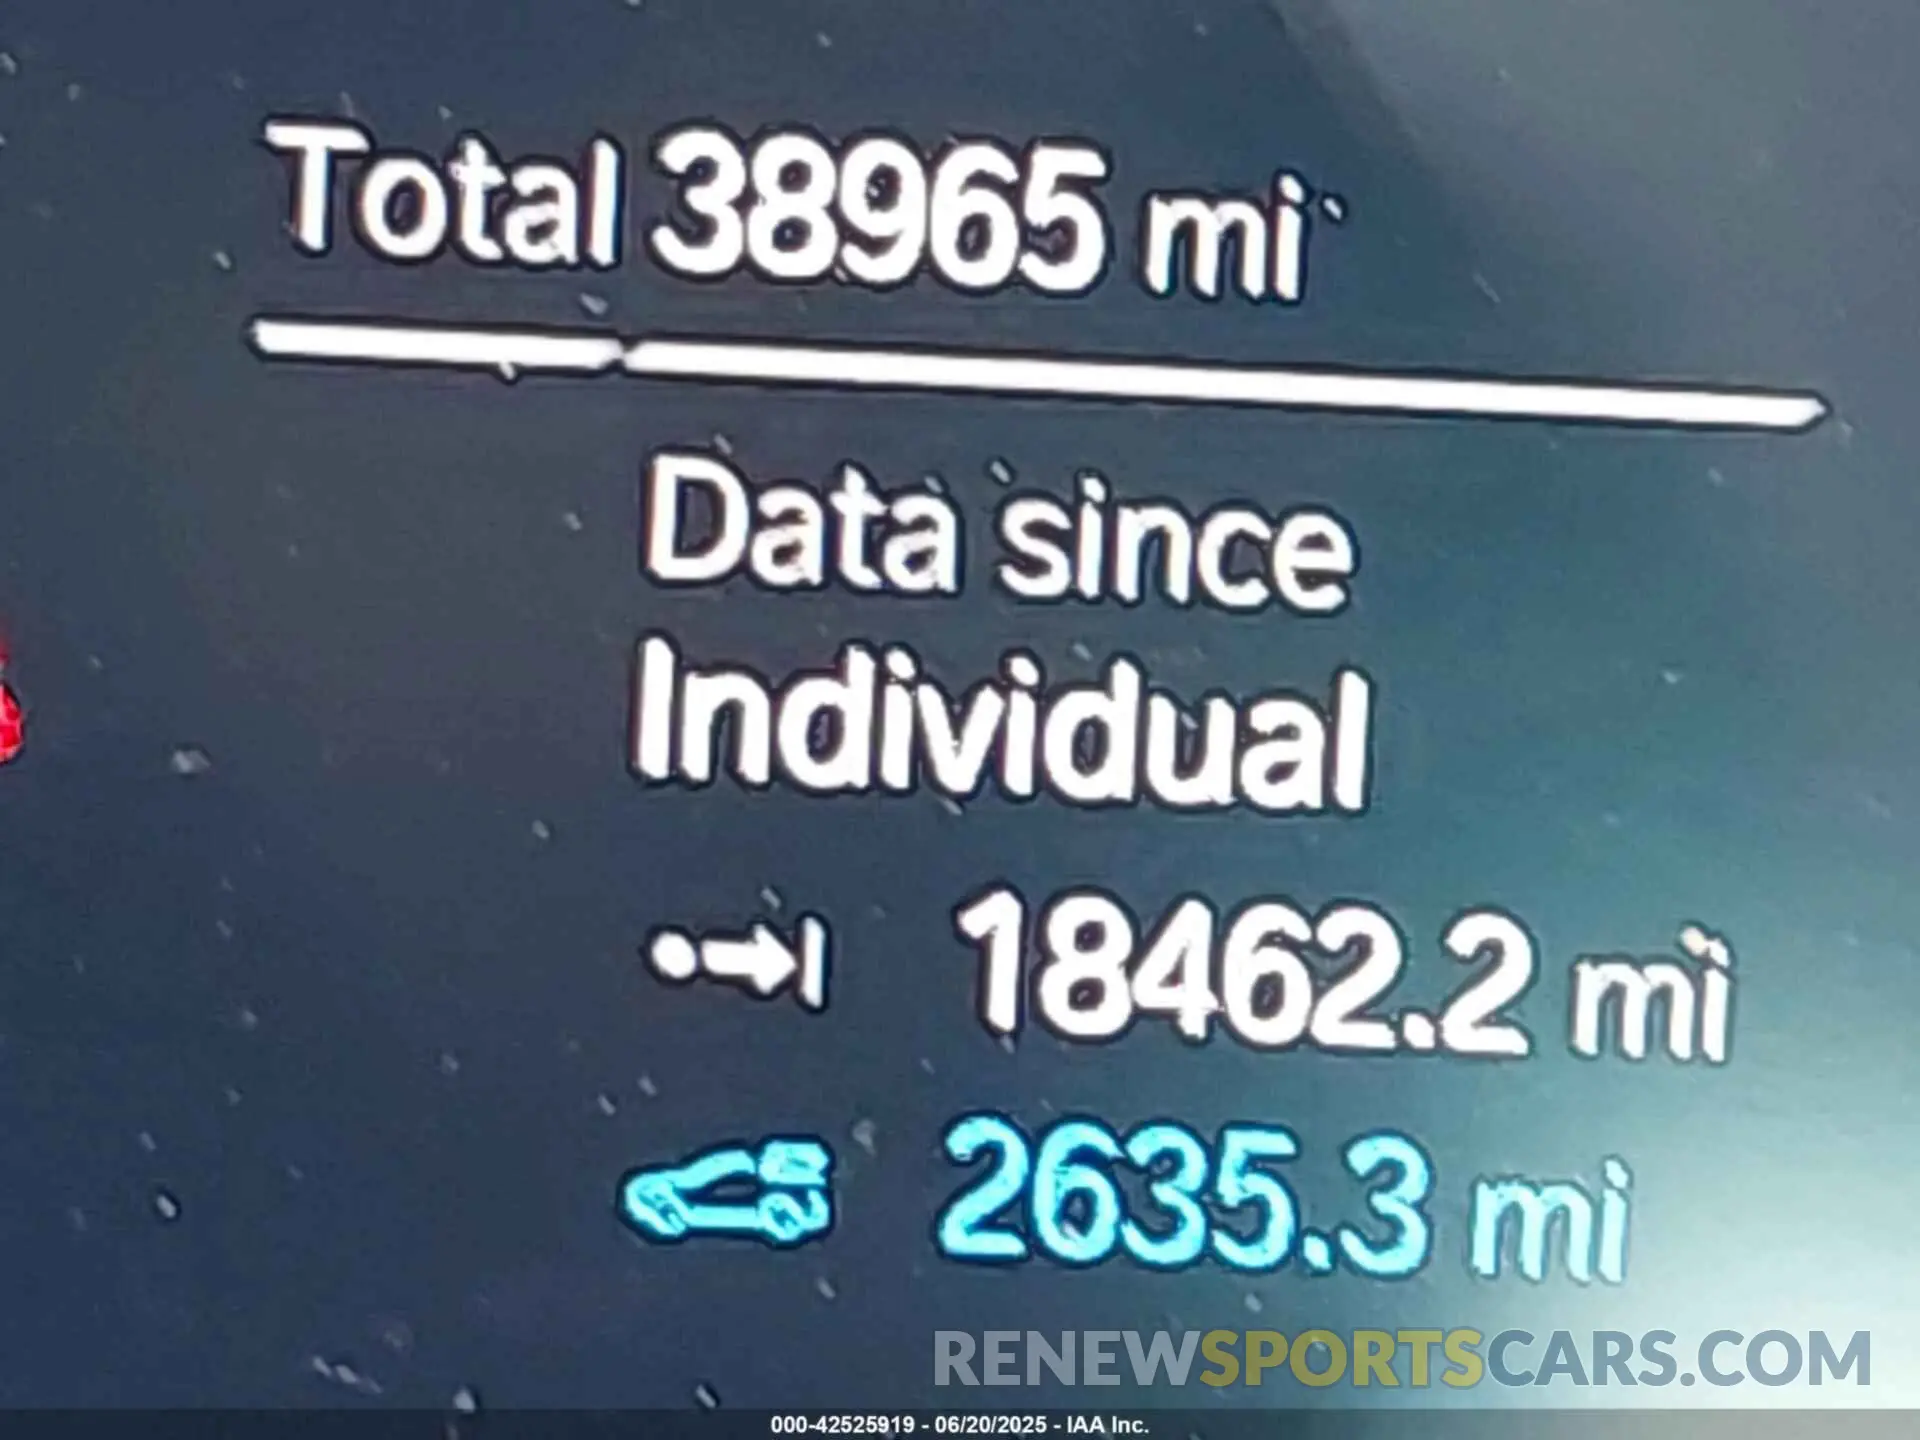 Total 38965 mi
Data since
Individual
18462.2 mi
2635.3 mi
RENEWSPORTSCARS.COM
000-42525919 - 06/20/2025 - IAA Inc.